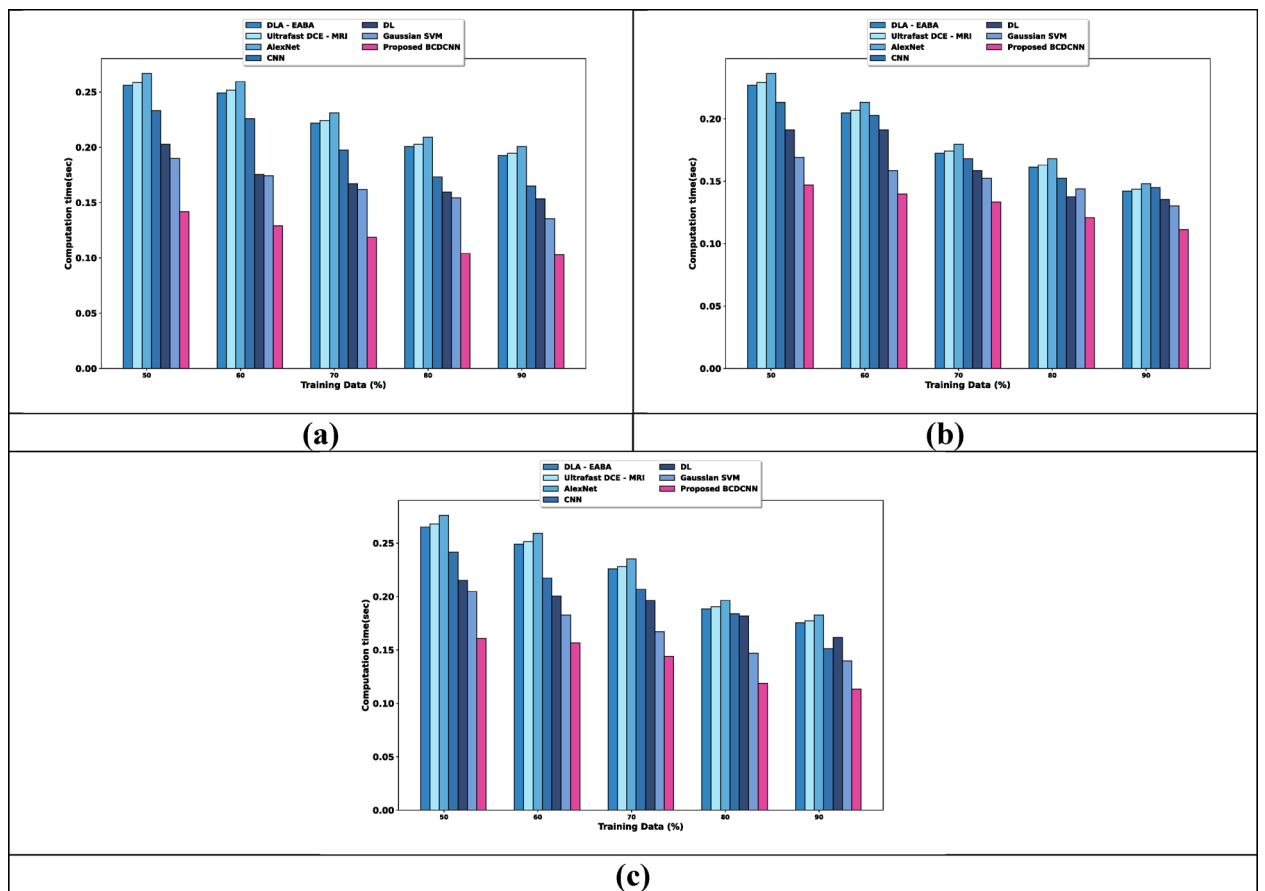 DLA - EABA
Ultrafast DCE - MRI
AlexNet
CNN
DL
Gaussian SVM
Proposed BCDCNN
Computation time(sec)
0.25
0.20
0.15
0.10
0.05
0.00
50 60 70 80 90
Training Data (%)
(a)
DLA - EABA
Ultrafast DCE - MRI
AlexNet
CNN
DL
Gaussian SVM
Proposed BCDCNN
Computation time(sec)
0.20
0.15
0.10
0.05
0.00
50 60 70 80 90
Training Data (%)
(b)
DLA - EABA
Ultrafast DCE - MRI
AlexNet
CNN
DL
Gaussian SVM
Proposed BCDCNN
Computation time(sec)
0.25
0.20
0.15
0.10
0.05
0.00
50 60 70 80 90
Training Data (%)
(c)